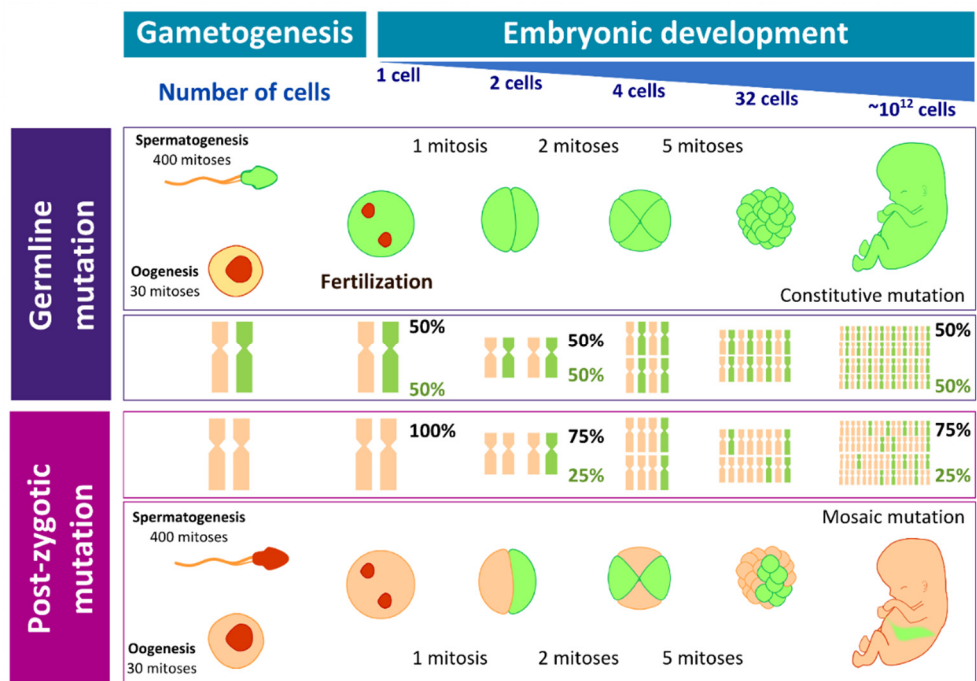 Gametogenesis
Embryonic development
Number of cells
1 cell
2 cells
4 cells
32 cells
~10¹² cells
Germline
mutation
Spermatogenesis
400 mitoses
1 mitosis
2 mitoses
5 mitoses
Oogenesis
30 mitoses
Fertilization
Constitutive mutation
50%
50%
50%
50%
50%
50%
Post-zygotic
mutation
100%
75%
25%
75%
25%
Spermatogenesis
400 mitoses
Mosaic mutation
Oogenesis
30 mitoses
1 mitosis
2 mitoses
5 mitoses